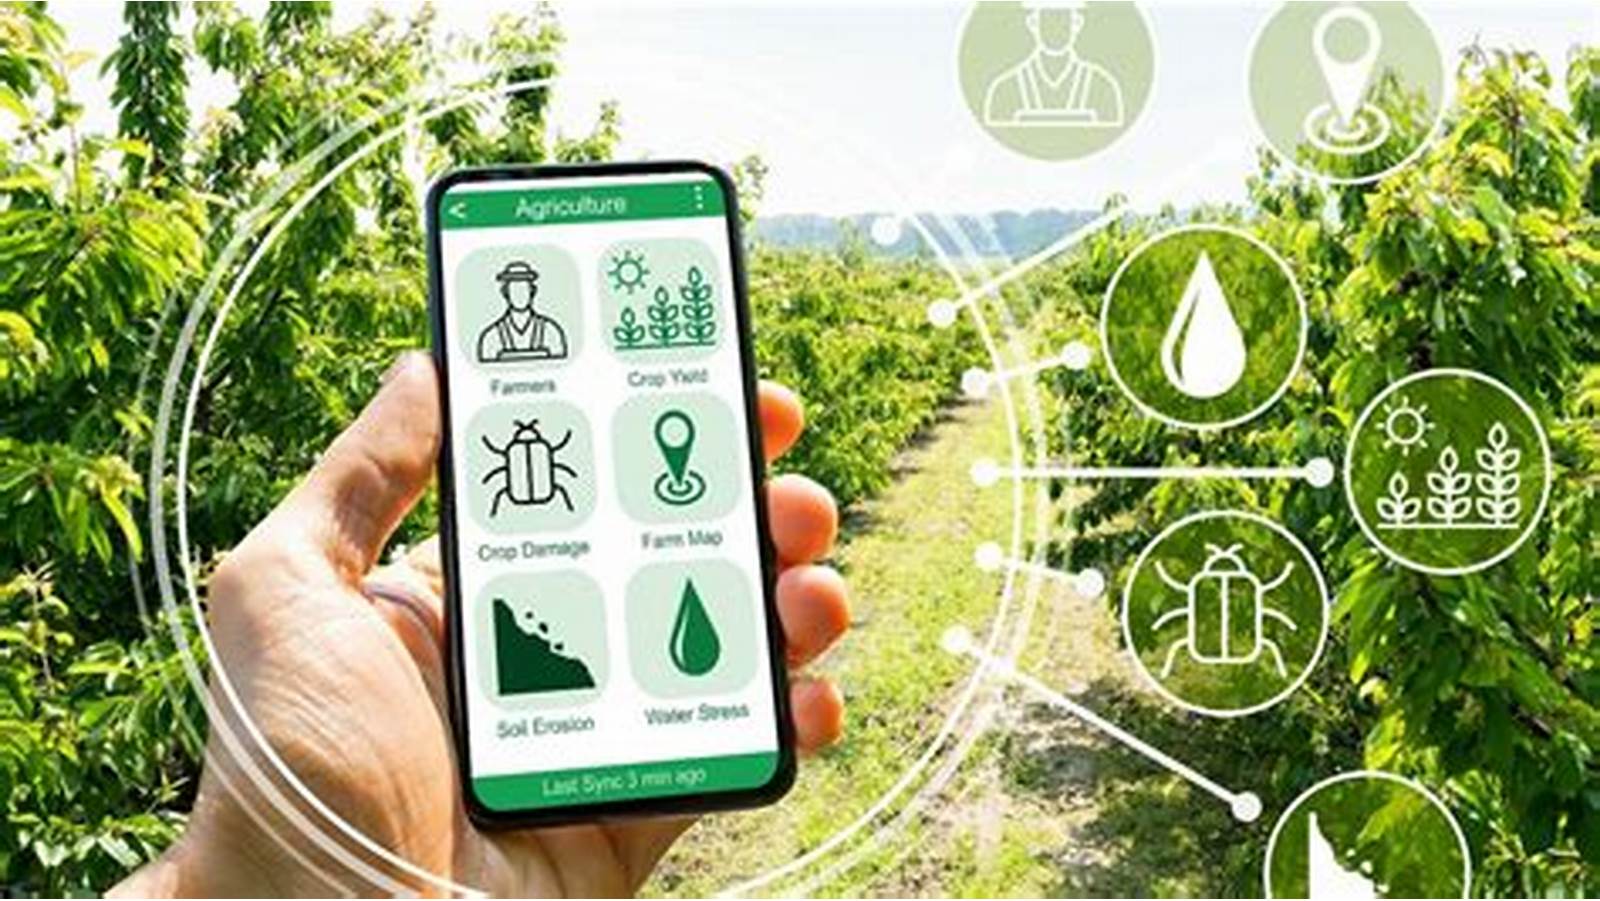 Agriculture
Farmers
Crop Yield
Crop Damage
Farm Map
Soil Erosion
Water Stress
Last Sync 3 min ago